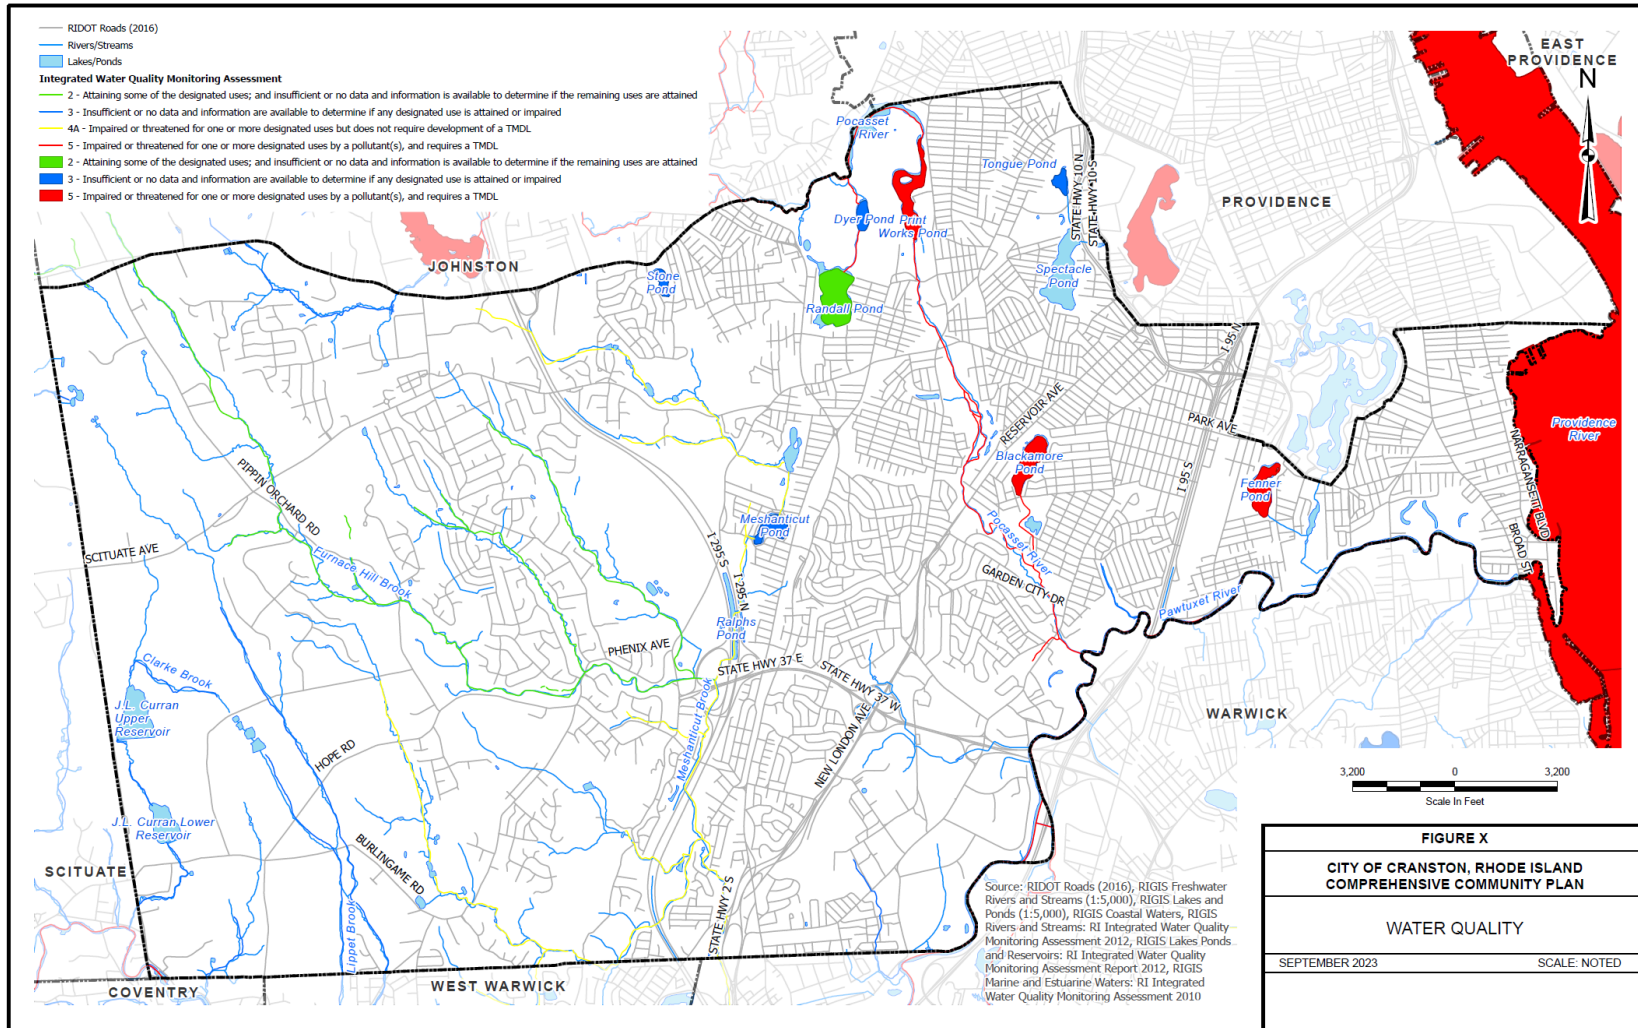 RIDOT Roads (2016)
Rivers/Streams
Lakes/Ponds
Integrated Water Quality Monitoring Assessment
2 - Attaining some of the designated uses; and insufficient or no data and information is available to determine if the remaining uses are attained
3 - Insufficient or no data and information are available to determine if any designated use is attained or impaired
4A - Impaired or threatened for one or more designated uses but does not require development of a TMDL
5 - Impaired or threatened for one or more designated uses by a pollutant(s), and requires a TMDL
2 - Attaining some of the designated uses; and insufficient or no data and information is available to determine if the remaining uses are attained
3 - Insufficient or no data and information are available to determine if any designated use is attained or impaired
5 - Impaired or threatened for one or more designated uses by a pollutant(s), and requires a TMDL
EAST
PROVIDENCE
N
Pocasset
River
Tongue Pond
STATE HWY 10 N
STATE HWY 10 S
PROVIDENCE
Dyer Pond
Print
Works Pond
JOHNSTON
Stone
Pond
Spectacle
Pond
Randall Pond
I 95 N
RESERVOIR AVE
PARK AVE
Providence
River
NARRAGANSETT BLVD
Blackamore
Pond
I 95 S
Fenner
Pond
PIPPIN ORCHARD RD
Meshanticut
Pond
BROAD ST
SCITUATE AVE
Furnace Hill Brook
I 295 S
I 295 N
Pocasset River
GARDEN CITY DR
Pawtuxet River
Ralphs
Pond
PHENIX AVE
STATE HWY 37 E
STATE HWY 37 W
Clarke Brook
J.L. Curran
Upper
Reservoir
Meshanticut Brook
NEW LONDON AVE
WARWICK
HOPE RD
3,200
0
3,200
Scale In Feet
J.L. Curran Lower
Reservoir
BURLINGAME RD
SCITUATE
STATE HWY 2 S
Lippet Brook
COVENTRY
WEST WARWICK
Source: RIDOT Roads (2016), RIGIS Freshwater
Rivers and Streams (1:5,000), RIGIS Lakes and
Ponds (1:5,000), RIGIS Coastal Waters, RIGIS
Rivers and Streams: RI Integrated Water Quality
Monitoring Assessment 2012, RIGIS Lakes Ponds
and Reservoirs: RI Integrated Water Quality
Monitoring Assessment Report 2012, RIGIS
Marine and Estuarine Waters: RI Integrated
Water Quality Monitoring Assessment 2010
FIGURE X
CITY OF CRANSTON, RHODE ISLAND
COMPREHENSIVE COMMUNITY PLAN
WATER QUALITY
SEPTEMBER 2023
SCALE: NOTED